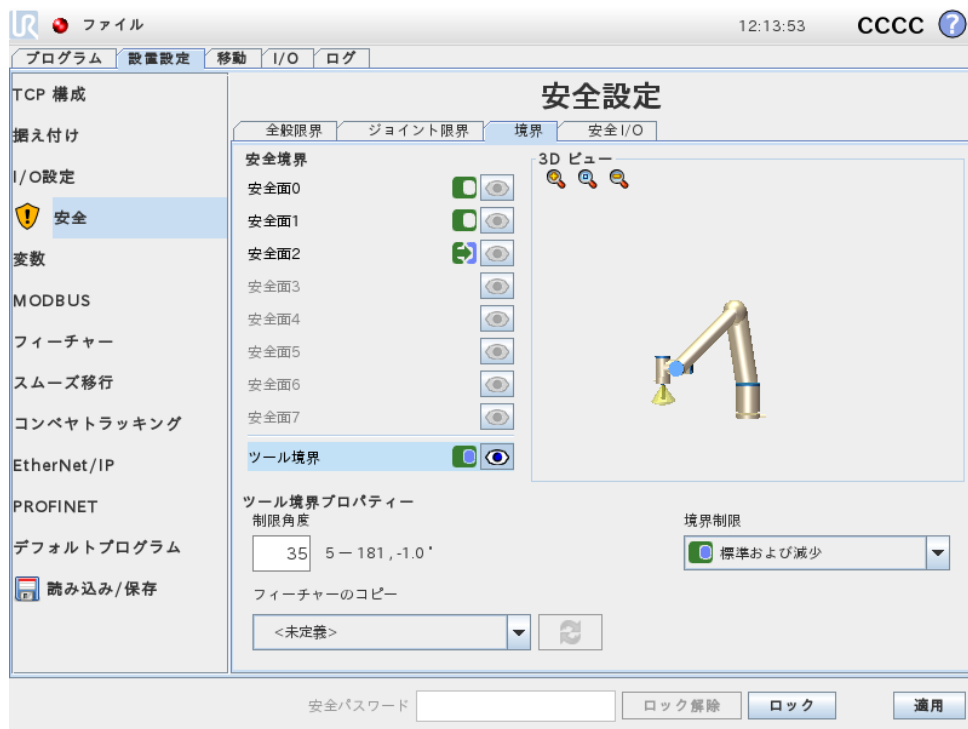 UR ファイル 12:13:53 CCCC ?
プログラム 設置設定 移動 I/O ログ
TCP 構成
据え付け
I/O設定
安全
変数
MODBUS
フィーチャー
スムーズ移行
コンベヤトラッキング
EtherNet/IP
PROFINET
デフォルトプログラム
読み込み/保存
安全設定
全般限界 ジョイント限界 境界 安全I/O
安全境界
安全面0
安全面1
安全面2
安全面3
安全面4
安全面5
安全面6
安全面7
ツール境界
3D ビュー
ツール境界プロパティー
制限角度
35 5 — 181 , -1.0 °
境界制限
標準および減少
フィーチャーのコピー
<未定義>
安全パスワード ロック解除 ロック 適用